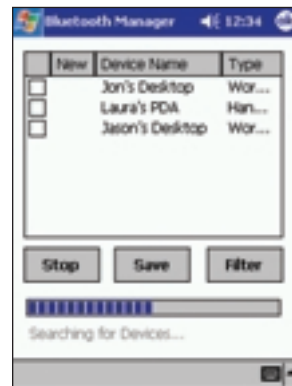 Bluetooth Manager 12:34 ok
New Device Name Type
Jon's Desktop Wor...
Laura's PDA Han...
Jason's Desktop Wor...
Stop Save Filter
Searching for Devices...